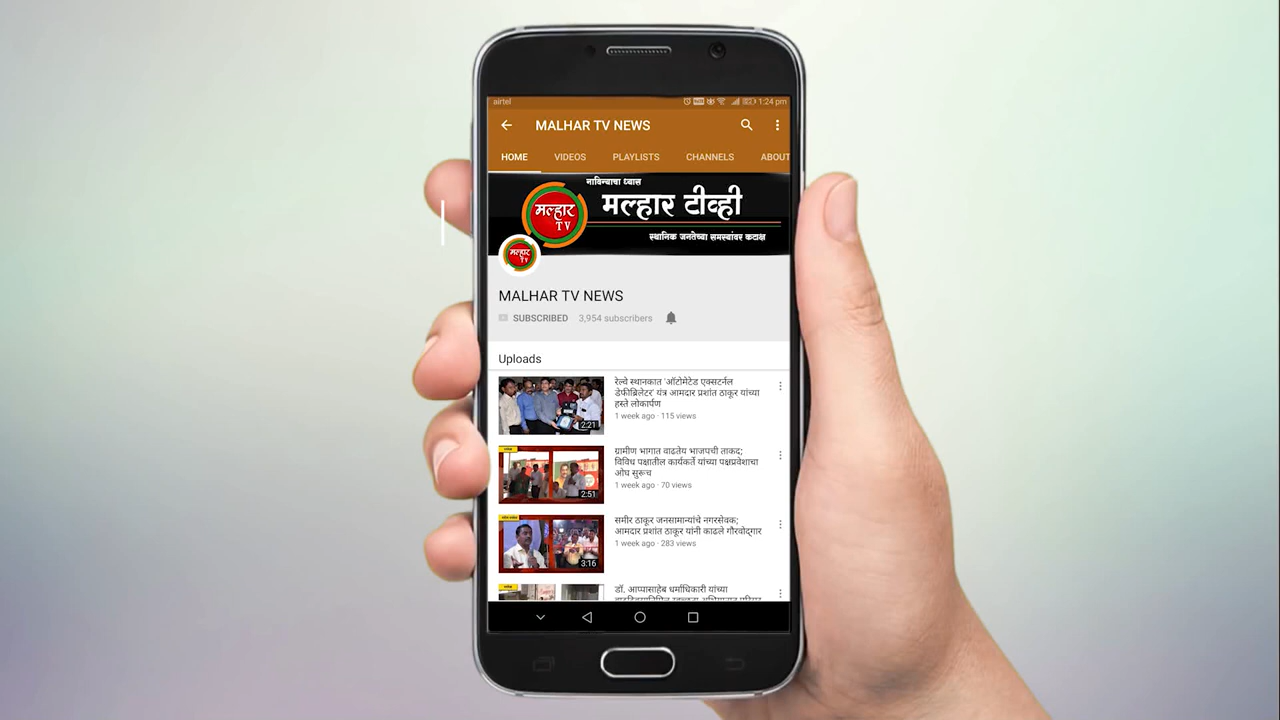 airtel 1:24 pm
MALHAR TV NEWS
HOME VIDEOS PLAYLISTS CHANNELS ABOUT
नाविन्याचा ध्यास
मल्हार टीव्ही
मल्हार
TV
स्थानिक जनतेच्या समस्यांवर कटाक्ष
मल्हार
TV
MALHAR TV NEWS
SUBSCRIBED 3,954 subscribers
Uploads
रेल्वे स्थानकात 'ऑटोमेटेड एक्सटर्नल
डेफीब्रिलेटर' यंत्र आमदार प्रशांत ठाकूर यांच्या
हस्ते लोकार्पण
1 week ago · 115 views
2:21
ग्रामीण भागात वाढतेय भाजपची ताकद;
विविध पक्षातील कार्यकर्ते यांच्या पक्षप्रवेशाचा
ओघ सुरूच
1 week ago · 70 views
2:51
समीर ठाकूर जनसामान्यांचे नगरसेवक;
आमदार प्रशांत ठाकूर यांनी काढले गौरवोद्गार
1 week ago · 283 views
3:16
डॉ. आप्पासाहेब धर्माधिकारी यांच्या